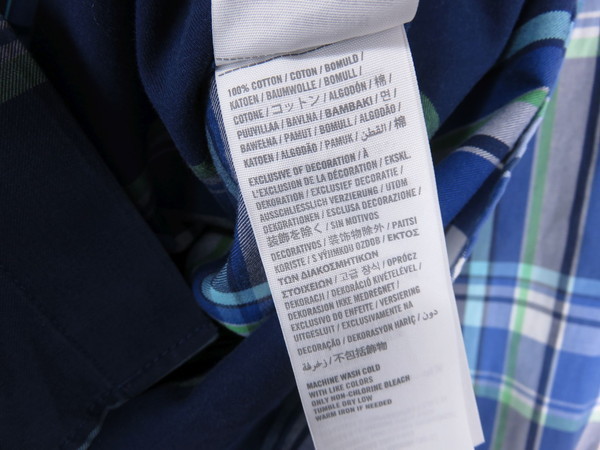 100% COTTON / COTON / BOMULD /
KATOEN / BAUMWOLLE / BOMULL /
COTONE / コットン / ALGODÓN / 棉 /
PUUVILLAA / BAVLNA / ΒΑΜΒΑΚΙ / 면 /
BAWEŁNA / PAMUT / BOMULL / ALGODÃO /
KATOEN / ALGODÃO / PAMUK / القطن / 棉
EXCLUSIVE OF DECORATION / À
L'EXCLUSION DE LA DÉCORATION / EKSKL.
DEKORATION / EXCLUSIEF DECORATIE /
AUSSCHLIESSLICH VERZIERUNG / UTOM
DEKORATIONEN / ESCLUSA DECORAZIONE /
装飾を除く / SIN MOTIVOS
DECORATIVOS / 装饰物除外 / PAITSI
KORISTE / S VÝJIMKOU OZDOB / ΕΚΤΟΣ
ΤΩΝ ΔΙΑΚΟΣΜΗΤΙΚΩΝ
ΣΤΟΙΧΕΙΩΝ / 고급 장식 / OPRÓCZ
DEKORACJI / DEKORÁCIÓ KIVÉTELÉVEL /
DEKORASJON IKKE MEDREGNET /
EXCLUSIVO DO ENFEITE / VERSIERING
UITGESLUIT / EXCLUSIVAMENTE NA
DECORAÇÃO / DEKORASYON HARİÇ / دون
زخرفة / 不包括飾物
MACHINE WASH COLD
WITH LIKE COLORS
ONLY NON-CHLORINE BLEACH
TUMBLE DRY LOW
WARM IRON IF NEEDED